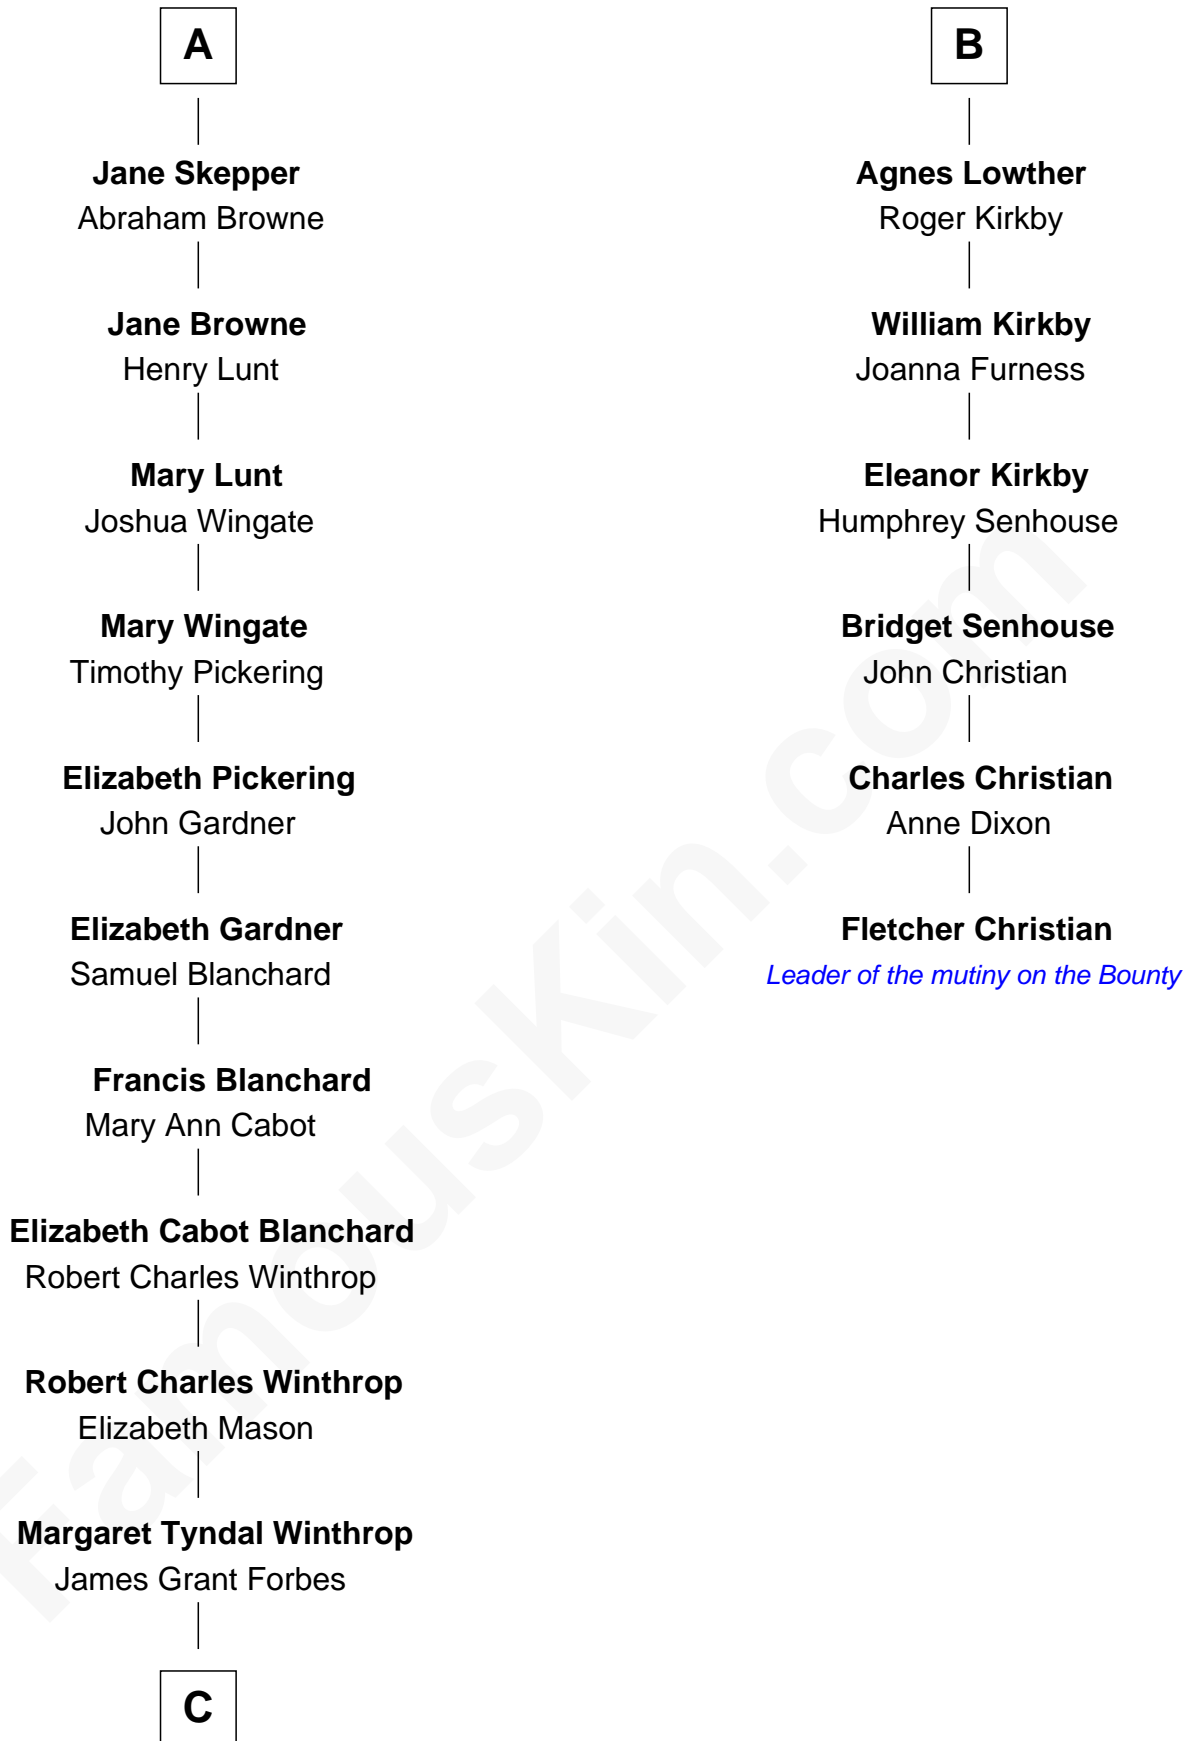 A
Jane Skepper
Abraham Browne
Jane Browne
Henry Lunt
Mary Lunt
Joshua Wingate
Mary Wingate
Timothy Pickering
Elizabeth Pickering
John Gardner
Elizabeth Gardner
Samuel Blanchard
Francis Blanchard
Mary Ann Cabot
Elizabeth Cabot Blanchard
Robert Charles Winthrop
Robert Charles Winthrop
Elizabeth Mason
Margaret Tyndal Winthrop
James Grant Forbes
C
B
Agnes Lowther
Roger Kirkby
William Kirkby
Joanna Furness
Eleanor Kirkby
Humphrey Senhouse
Bridget Senhouse
John Christian
Charles Christian
Anne Dixon
Fletcher Christian
Leader of the mutiny on the Bounty
FamousKin.com